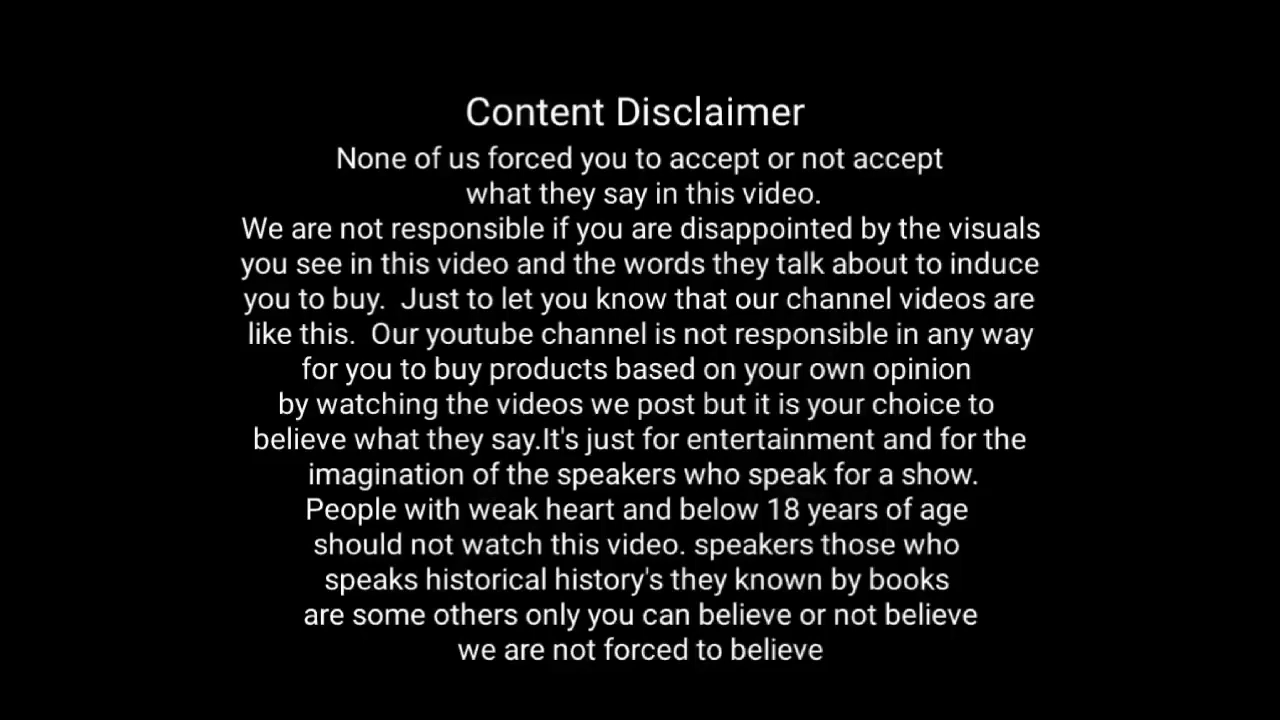 Content Disclaimer
None of us forced you to accept or not accept
what they say in this video.
We are not responsible if you are disappointed by the visuals
you see in this video and the words they talk about to induce
you to buy.  Just to let you know that our channel videos are
like this.  Our youtube channel is not responsible in any way
for you to buy products based on your own opinion
by watching the videos we post but it is your choice to
believe what they say.It's just for entertainment and for the
imagination of the speakers who speak for a show.
People with weak heart and below 18 years of age
should not watch this video. speakers those who
speaks historical history's they known by books
are some others only you can believe or not believe
we are not forced to believe